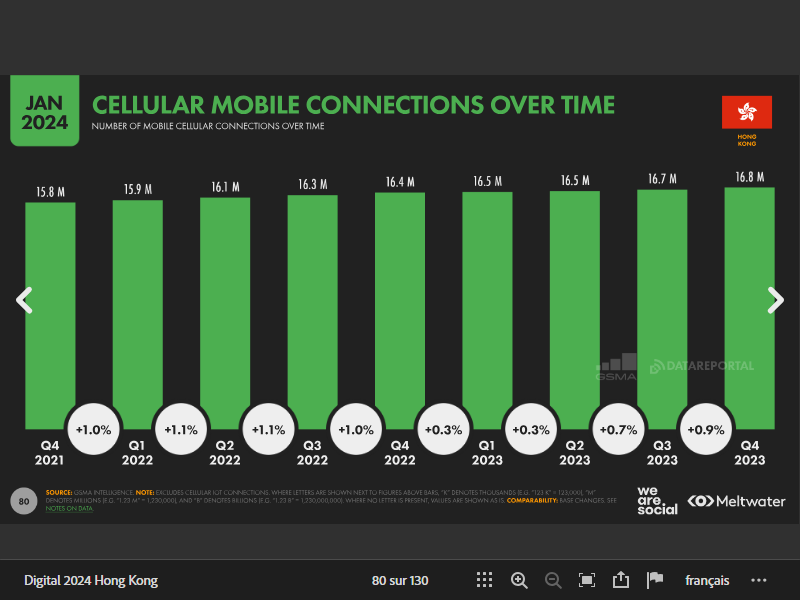 JAN
2024
CELLULAR MOBILE CONNECTIONS OVER TIME
NUMBER OF MOBILE CELLULAR CONNECTIONS OVER TIME
HONG
KONG
15.8 M
15.9 M
16.1 M
16.3 M
16.4 M
16.5 M
16.5 M
16.7 M
16.8 M
GSMA
DATAREPORTAL
+1.0%
+1.1%
+1.1%
+1.0%
+0.3%
+0.3%
+0.7%
+0.9%
Q4
2021
Q1
2022
Q2
2022
Q3
2022
Q4
2022
Q1
2023
Q2
2023
Q3
2023
Q4
2023
80
SOURCE: GSMA INTELLIGENCE. NOTE: EXCLUDES CELLULAR IOT CONNECTIONS. WHERE LETTERS ARE SHOWN NEXT TO FIGURES ABOVE BARS, "K" DENOTES THOUSANDS (E.G. "123 K" = 123,000), "M"
DENOTES MILLIONS (E.G. "1.23 M" = 1,230,000), AND "B" DENOTES BILLIONS (E.G. "1.23 B" = 1,230,000,000). WHERE NO LETTER IS PRESENT, VALUES ARE SHOWN AS IS. COMPARABILITY: BASE CHANGES. SEE
NOTES ON DATA.
we
are.
social
Meltwater
Digital 2024 Hong Kong
80 sur 130
français